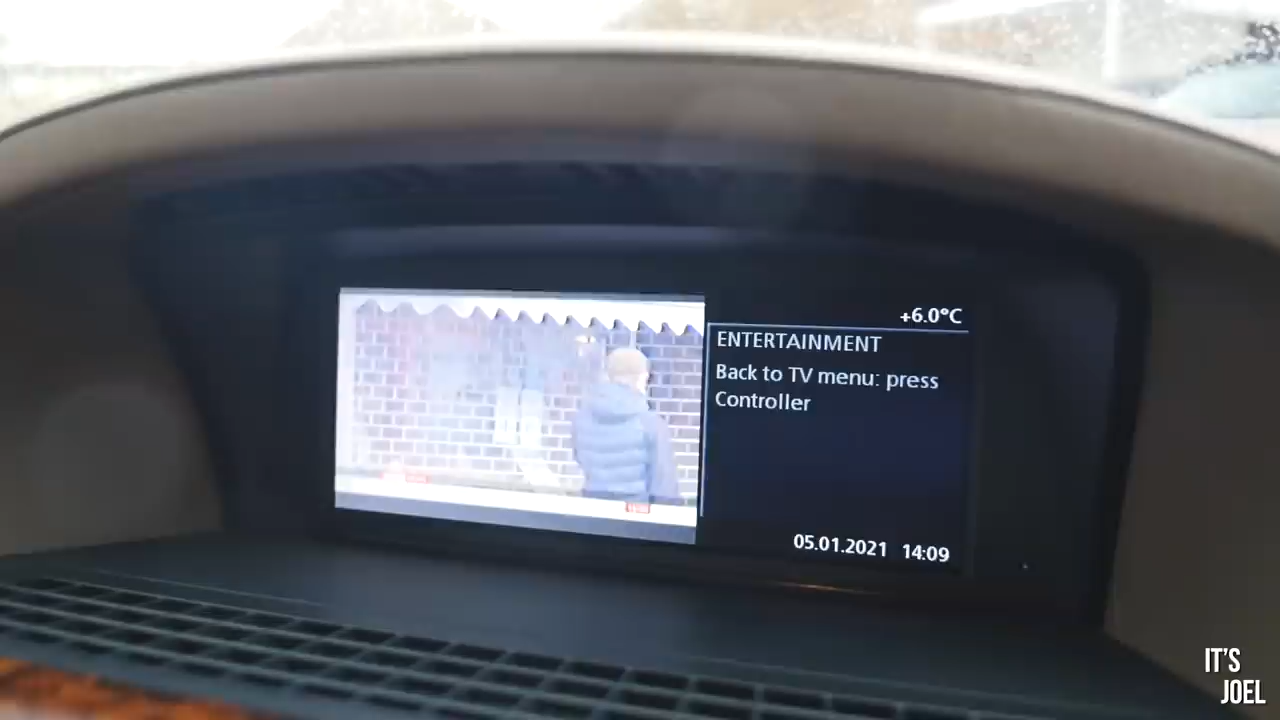 +6.0°C
ENTERTAINMENT
Back to TV menu: press
Controller
05.01.2021 14:09
IT'S
JOEL